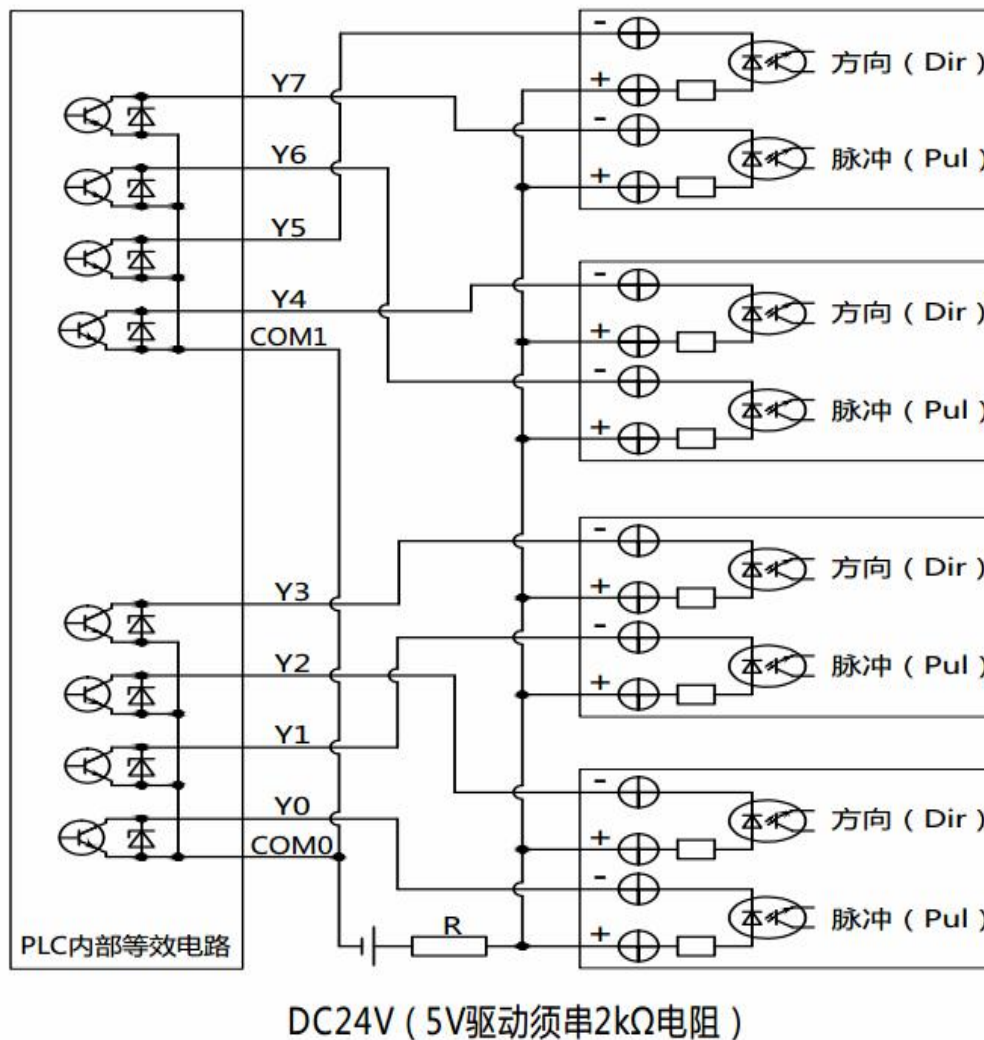 -
方向（Dir）
+
Y7
-
Y6
脉冲（Pul）
+
Y5
-
Y4
方向（Dir）
COM1
+
-
脉冲（Pul）
+
-
方向（Dir）
Y3
+
-
Y2
脉冲（Pul）
+
Y1
-
Y0
方向（Dir）
COM0
+
-
R
脉冲（Pul）
+
PLC内部等效电路
DC24V（5V驱动须串2kΩ电阻）